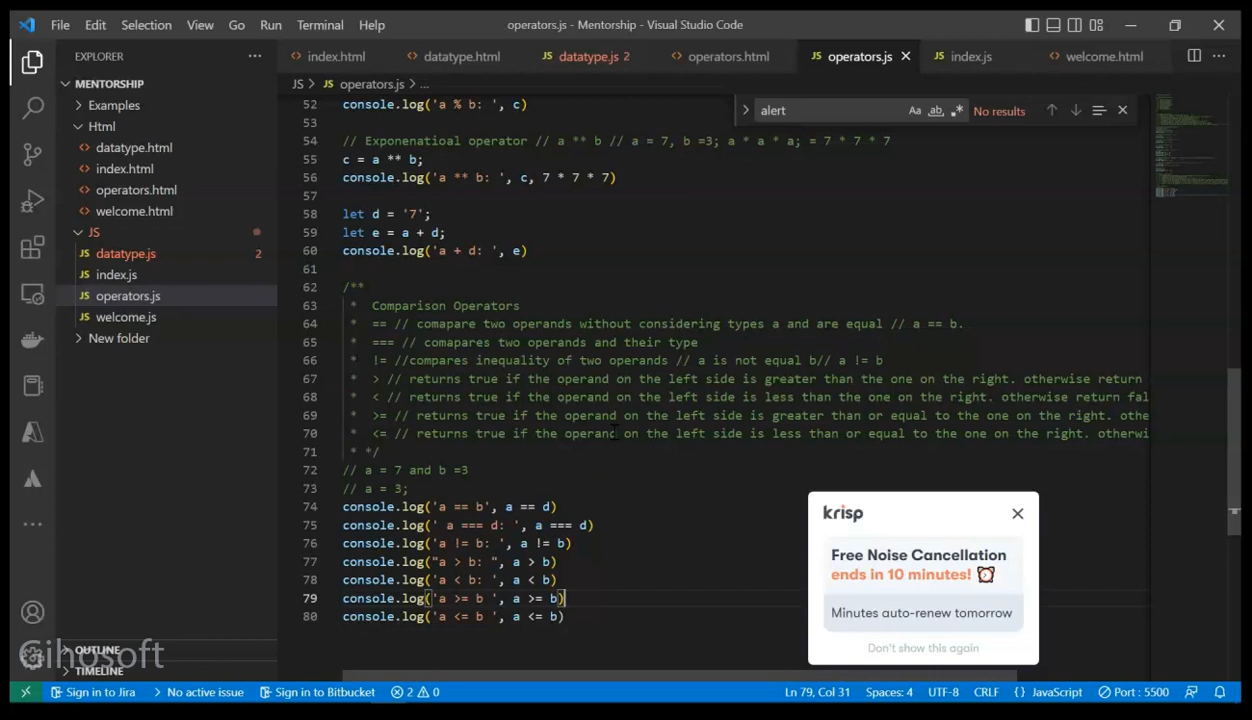 File Edit Selection View Go Run Terminal Help operators.js - Mentorship - Visual Studio Code
EXPLORER ... index.html datatype.html datatype.js 2 operators.html operators.js index.js welcome.html ...
MENTORSHIP JS > JS operators.js > ...
Examples
Html
datatype.html
index.html
operators.html
welcome.html
JS
JS datatype.js 2
JS index.js
JS operators.js
JS welcome.js
New folder
OUTLINE
TIMELINE
alert Aa ab No results
52 console.log('a % b: ', c)
53
54 // Exponenatioal operator // a ** b // a = 7, b =3; a * a * a; = 7 * 7 * 7
55 c = a ** b;
56 console.log('a ** b: ', c, 7 * 7 * 7)
57
58 let d = '7';
59 let e = a + d;
60 console.log('a + d: ', e)
61
62 /**
63 * Comparison Operators
64 * == // comapare two operands without considering types a and are equal // a == b.
65 * === // comapares two operands and their type
66 * != //compares inequality of two operands // a is not equal b// a != b
67 * > // returns true if the operand on the left side is greater than the one on the right. otherwise return
68 * < // returns true if the operand on the left side is less than the one on the right. otherwise return fal
69 * >= // returns true if the operand on the left side is greater than or equal to the one on the right. othe
70 * <= // returns true if the operand on the left side is less than or equal to the one on the right. otherwi
71 * */
72 // a = 7 and b =3
73 // a = 3;
74 console.log('a == b', a == d)
75 console.log(' a === d: ', a === d)
76 console.log('a != b: ', a != b)
77 console.log("a > b: ", a > b)
78 console.log('a < b: ', a < b)
79 console.log('a >= b ', a >= b)
80 console.log('a <= b ', a <= b)
krisp
Free Noise Cancellation
ends in 10 minutes!
Minutes auto-renew tomorrow
Don't show this again
Gihosoft
Sign in to Jira No active issue Sign in to Bitbucket 2 0 Ln 79, Col 31 Spaces: 4 UTF-8 CRLF {} JavaScript Port : 5500